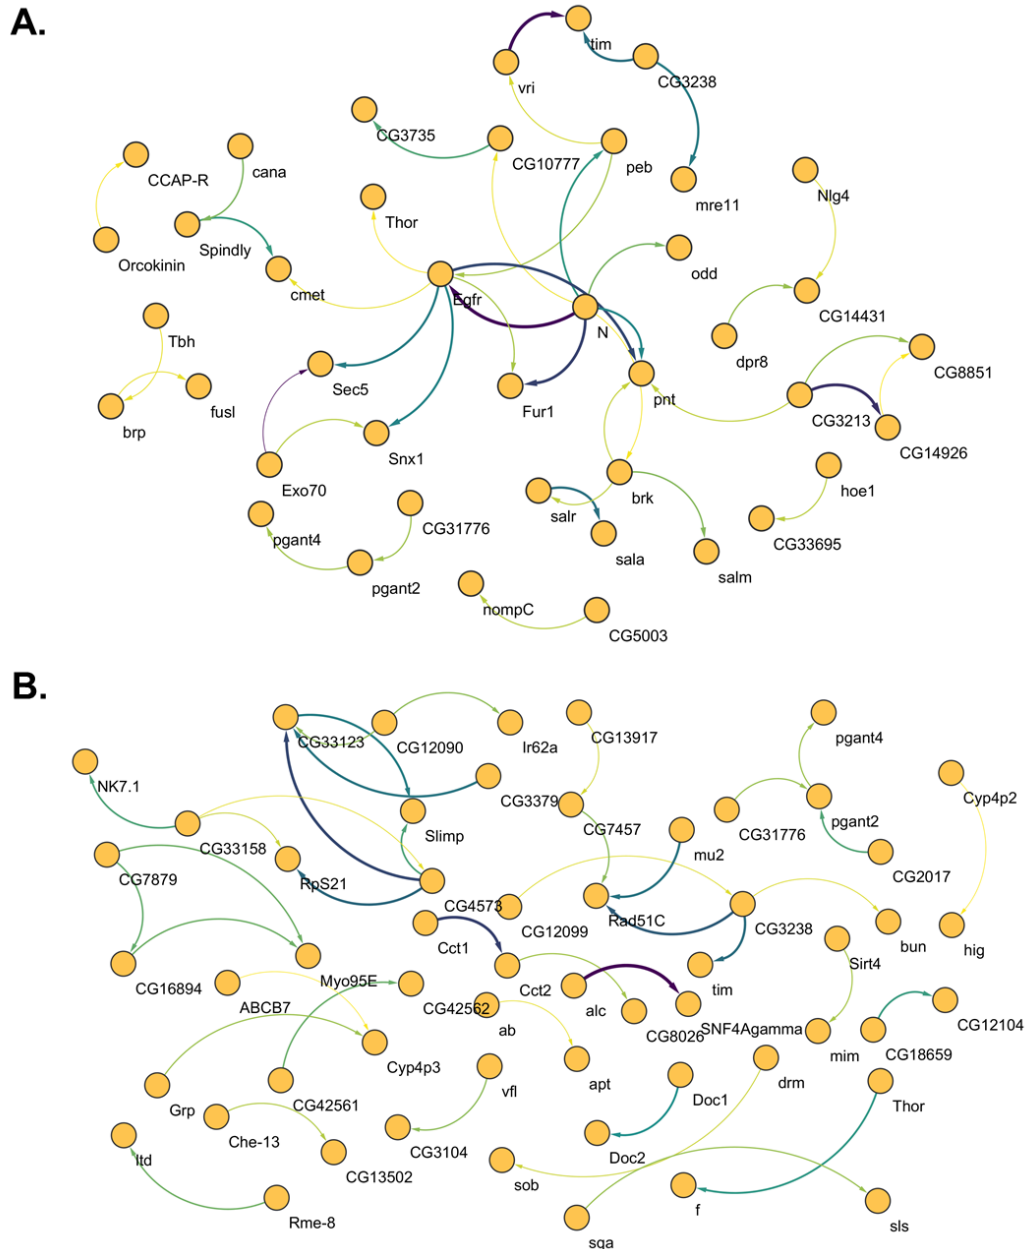 A.
tim
CG3238
vri
CG3735
CG10777
peb
cana
CCAP-R
mre11
Nlg4
Thor
Spindly
Orcokinin
odd
cmet
Egfr
CG14431
N
Tbh
dpr8
CG8851
Sec5
pnt
fusl
Fur1
CG3213
brp
CG14926
Snx1
Exo70
brk
hoe1
salr
CG31776
pgant4
CG33695
sala
salm
pgant2
nompC
CG5003
B.
CG33123
CG12090
Ir62a
CG13917
pgant4
NK7.1
CG3379
Cyp4p2
Slimp
CG7457
CG31776
pgant2
CG33158
mu2
CG7879
RpS21
CG2017
CG4573
Rad51C
CG3238
CG12099
bun
hig
Cct1
Sirt4
tim
Myo95E
CG16894
Cct2
ABCB7
CG42562
ab
alc
CG8026
SNF4Agamma
CG12104
mim
CG18659
Cyp4p3
apt
drm
vfl
Doc1
Thor
Grp
CG42561
Che-13
CG3104
Doc2
ltd
CG13502
sob
f
Rme-8
sls
sqa